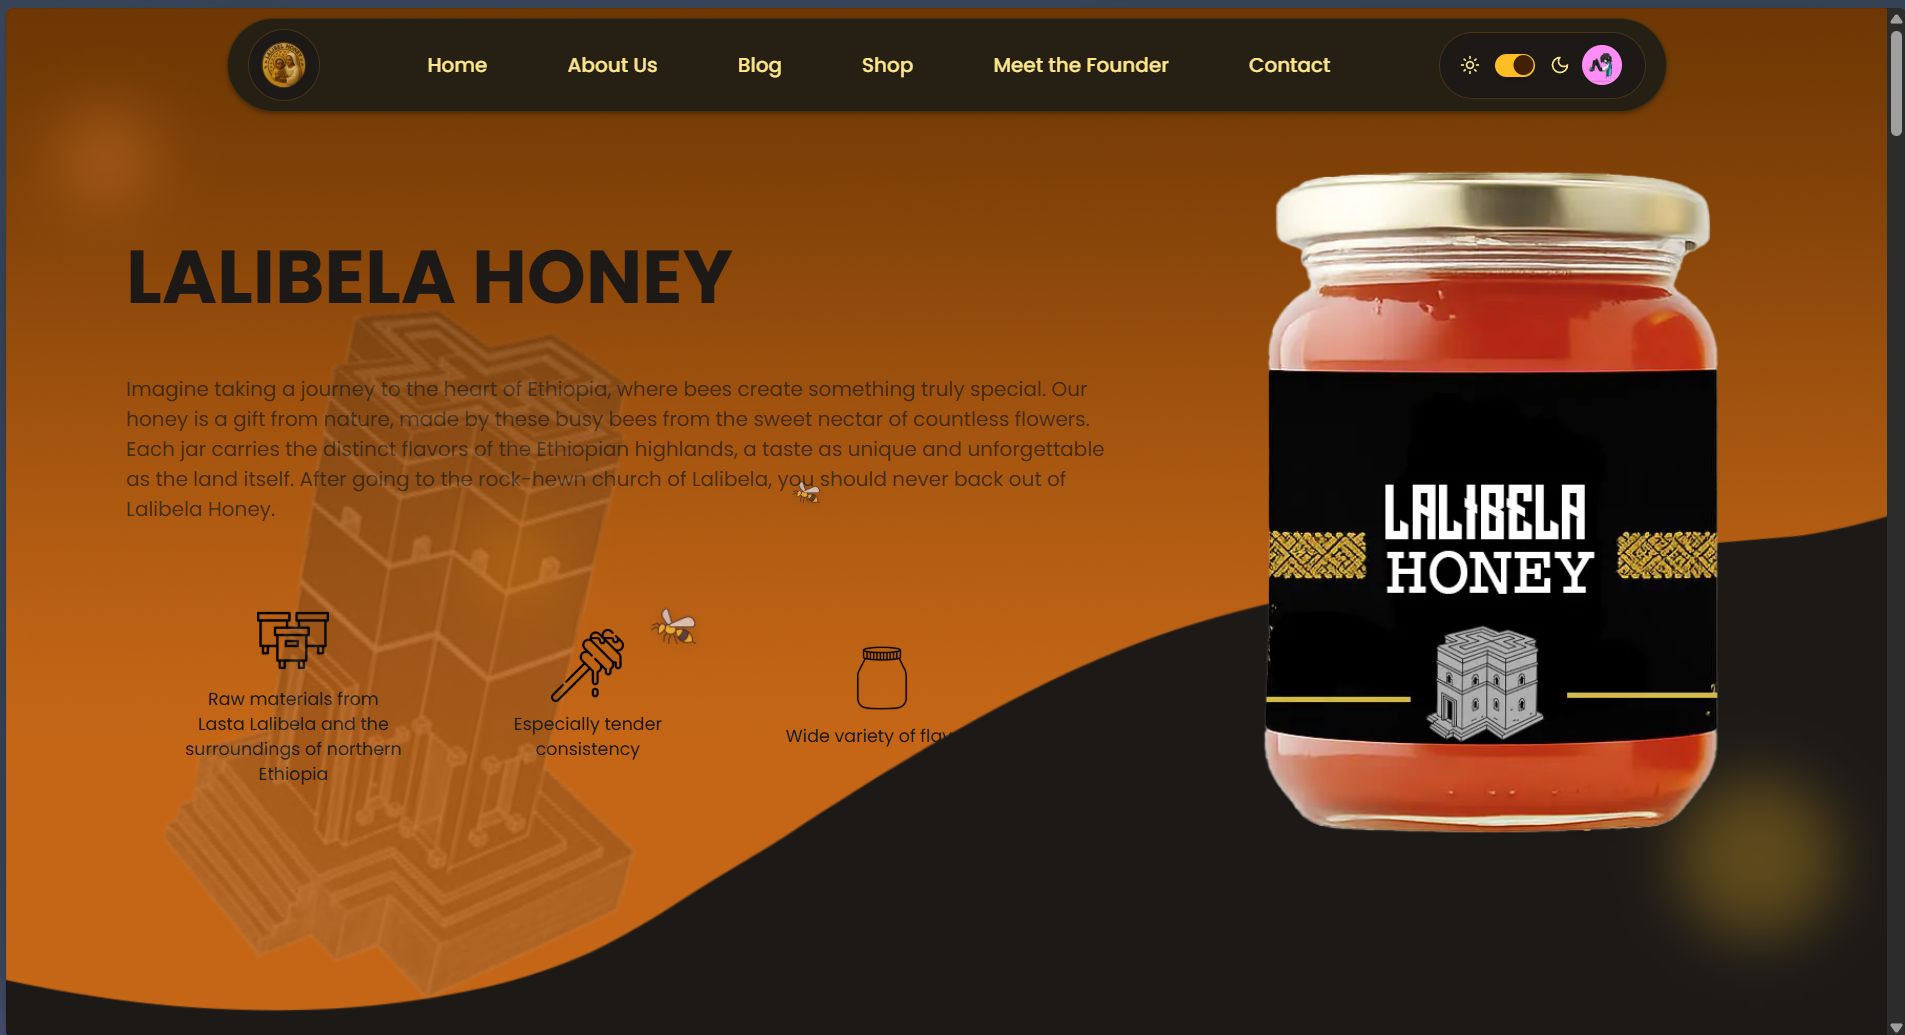 Home
About Us
Blog
Shop
Meet the Founder
Contact
LALIBELA HONEY
Imagine taking a journey to the heart of Ethiopia, where bees create something truly special. Our
honey is a gift from nature, made by these busy bees from the sweet nectar of countless flowers.
Each jar carries the distinct flavors of the Ethiopian highlands, a taste as unique and unforgettable
as the land itself. After going to the rock-hewn church of Lalibela, you should never back out of
Lalibela Honey.
Raw materials from
Lasta Lalibela and the
surroundings of northern
Ethiopia
Especially tender
consistency
Wide variety of flav
LALIBELA
HONEY